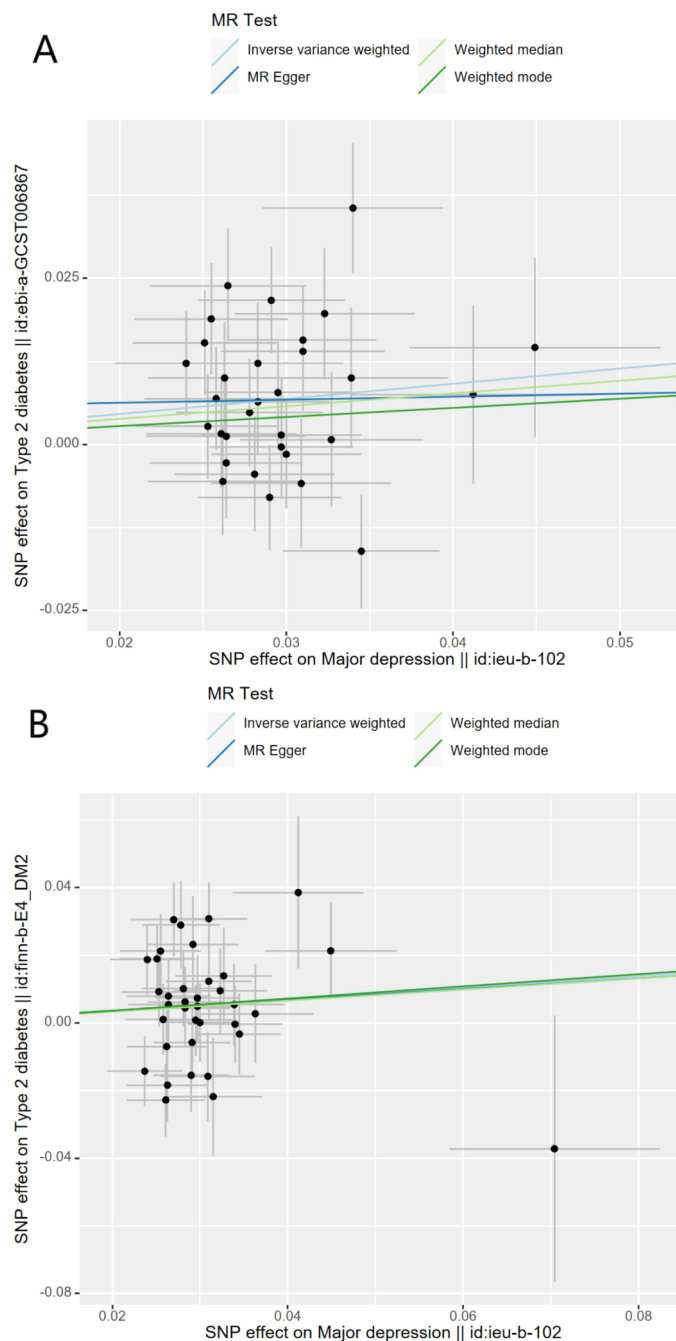 A
MR Test
Inverse variance weighted
Weighted median
MR Egger
Weighted mode
SNP effect on Type 2 diabetes || id:ebi-a-GCST006867
0.025
0.000
-0.025
0.02
0.03
0.04
0.05
SNP effect on Major depression || id:ieu-b-102
B
MR Test
Inverse variance weighted
Weighted median
MR Egger
Weighted mode
SNP effect on Type 2 diabetes || id:finn-b-E4_DM2
0.04
0.00
-0.04
-0.08
0.02
0.04
0.06
0.08
SNP effect on Major depression || id:ieu-b-102